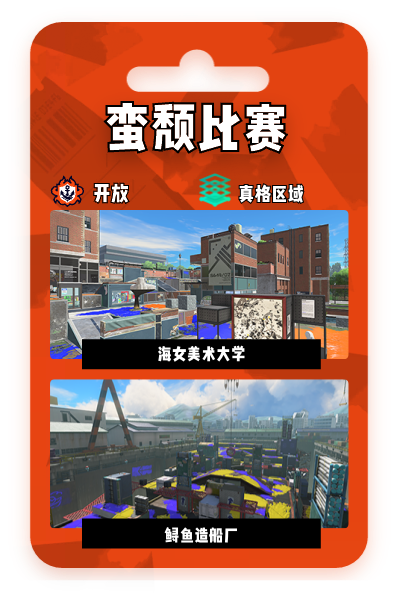 蛮颓比赛
开放
真格区域
海女美术大学
鲟鱼造船厂